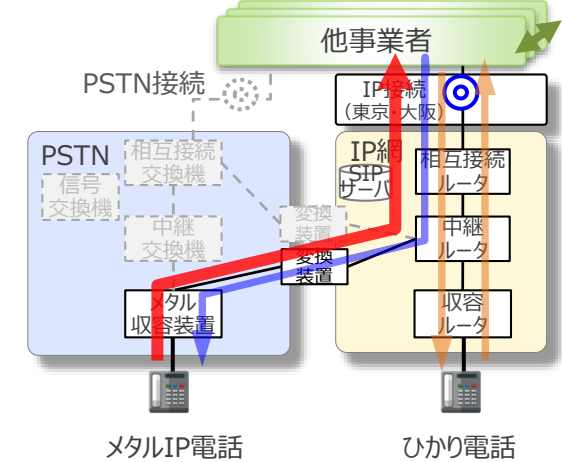 他事業者
PSTN接続
IP接続
(東京・大阪)
PSTN
相互接続
交換機
信号
交換機
中継
交換機
メタル
収容装置
変換
装置
変換
装置
IP網
SIP
サーバ
相互接続
ルータ
中継
ルータ
収容
ルータ
メタルIP電話
ひかり電話